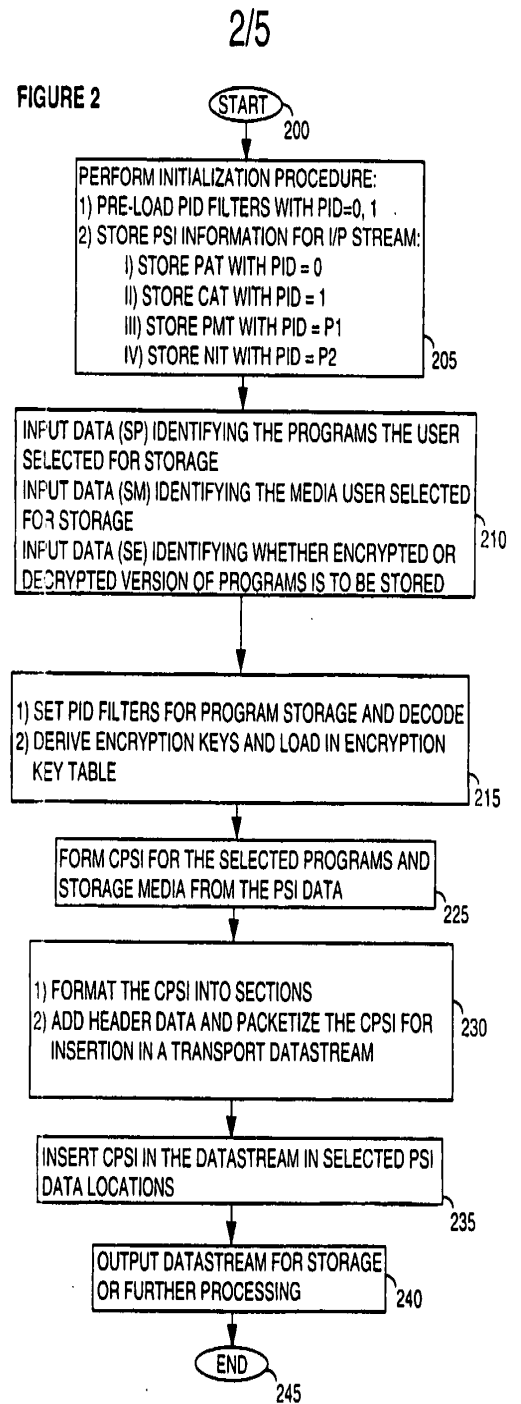 2/5
FIGURE 2
START
200
PERFORM INITIALIZATION PROCEDURE:
1) PRE-LOAD PID FILTERS WITH PID=0, 1
2) STORE PSI INFORMATION FOR I/P STREAM:
I) STORE PAT WITH PID = 0
II) STORE CAT WITH PID = 1
III) STORE PMT WITH PID = P1
IV) STORE NIT WITH PID = P2
205
INPUT DATA (SP) IDENTIFYING THE PROGRAMS THE USER
SELECTED FOR STORAGE
INPUT DATA (SM) IDENTIFYING THE MEDIA USER SELECTED
FOR STORAGE
INPUT DATA (SE) IDENTIFYING WHETHER ENCRYPTED OR
DECRYPTED VERSION OF PROGRAMS IS TO BE STORED
210
1) SET PID FILTERS FOR PROGRAM STORAGE AND DECODE
2) DERIVE ENCRYPTION KEYS AND LOAD IN ENCRYPTION
KEY TABLE
215
FORM CPSI FOR THE SELECTED PROGRAMS AND
STORAGE MEDIA FROM THE PSI DATA
225
1) FORMAT THE CPSI INTO SECTIONS
2) ADD HEADER DATA AND PACKETIZE THE CPSI FOR
INSERTION IN A TRANSPORT DATASTREAM
230
INSERT CPSI IN THE DATASTREAM IN SELECTED PSI
DATA LOCATIONS
235
OUTPUT DATASTREAM FOR STORAGE
OR FURTHER PROCESSING
240
END
245